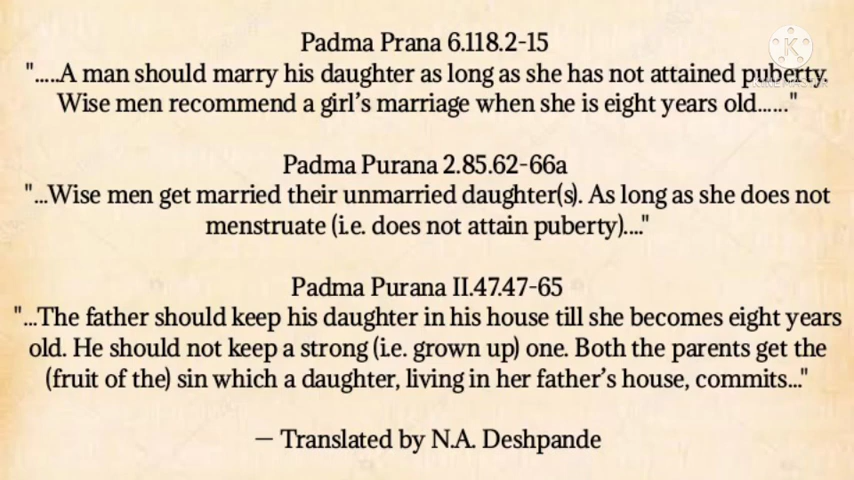 Padma Prana 6.118.2-15
".....A man should marry his daughter as long as she has not attained puberty.
Wise men recommend a girl's marriage when she is eight years old......"
Padma Purana 2.85.62-66a
"...Wise men get married their unmarried daughter(s). As long as she does not
menstruate (i.e. does not attain puberty)...."
Padma Purana II.47.47-65
"...The father should keep his daughter in his house till she becomes eight years
old. He should not keep a strong (i.e. grown up) one. Both the parents get the
(fruit of the) sin which a daughter, living in her father's house, commits..."
— Translated by N.A. Deshpande
K